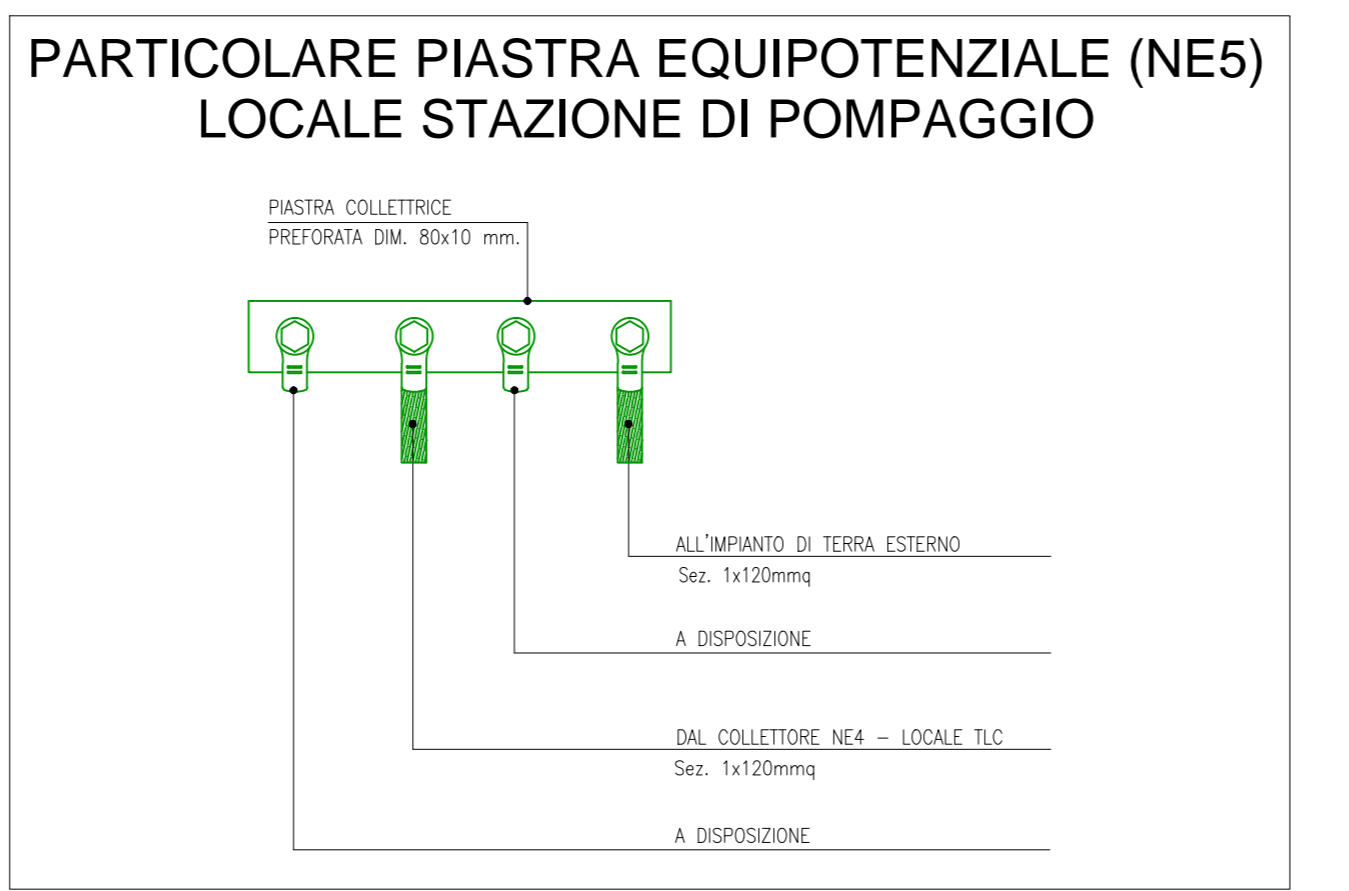 PARTICOLARE PIASTRA EQUIPOTENZIALE (NE5)
LOCALE STAZIONE DI POMPAGGIO
PIASTRA COLLETTRICE
PREFORATA DIM. 80x10 mm.
ALL'IMPIANTO DI TERRA ESTERNO
Sez. 1x120mmq
A DISPOSIZIONE
DAL COLLETTORE NE4 – LOCALE TLC
Sez. 1x120mmq
A DISPOSIZIONE